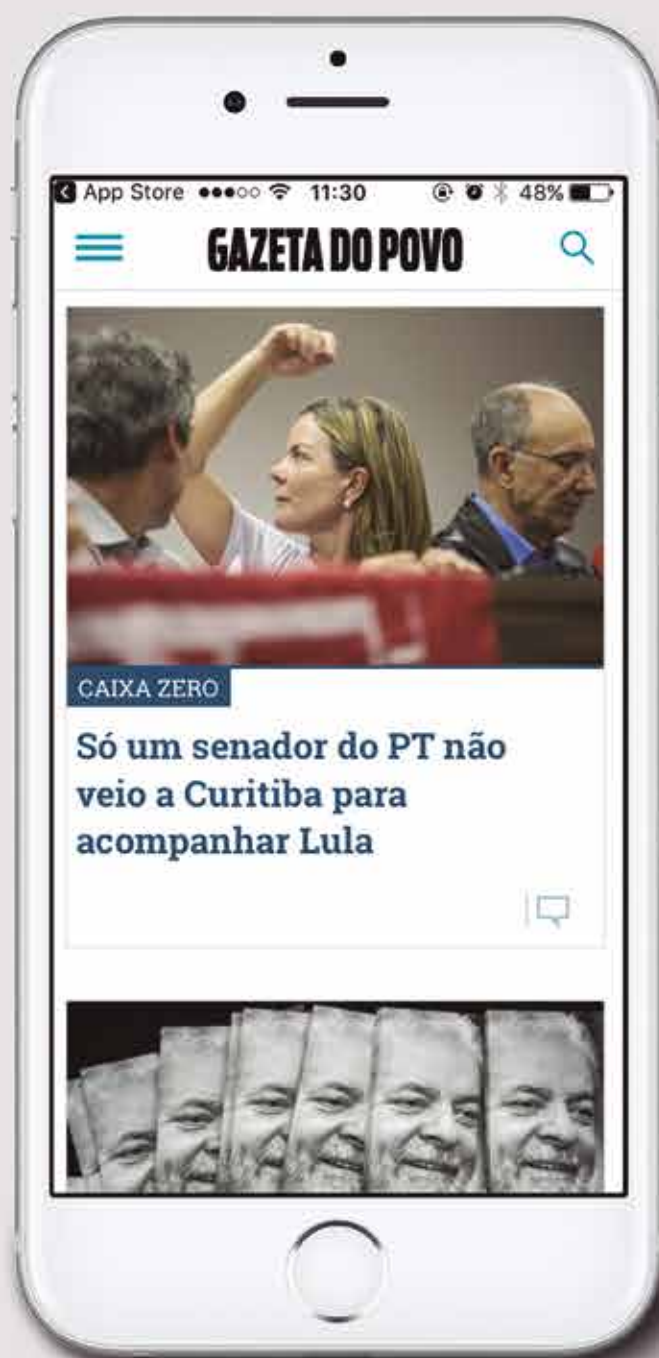 App Store 11:30 48%
GAZETA DO POVO
CAIXA ZERO
Só um senador do PT não
veio a Curitiba para
acompanhar Lula